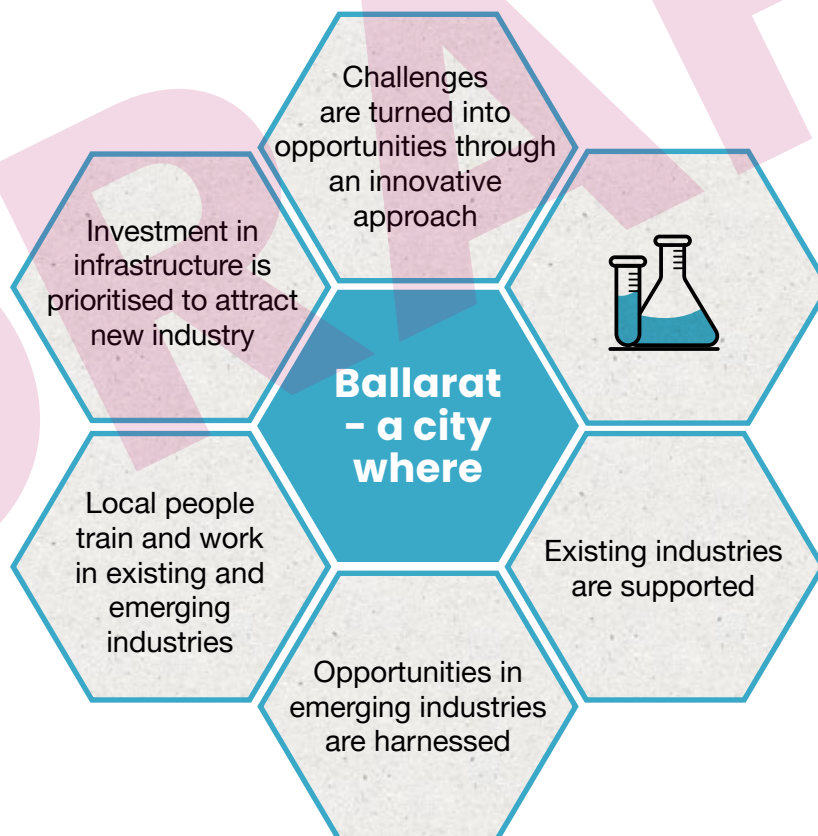 Challenges
are turned into
opportunities through
an innovative
approach
Investment in
infrastructure is
prioritised to attract
new industry
Ballarat
- a city
where
Local people
train and work
in existing and
emerging
industries
Existing industries
are supported
Opportunities in
emerging industries
are harnessed